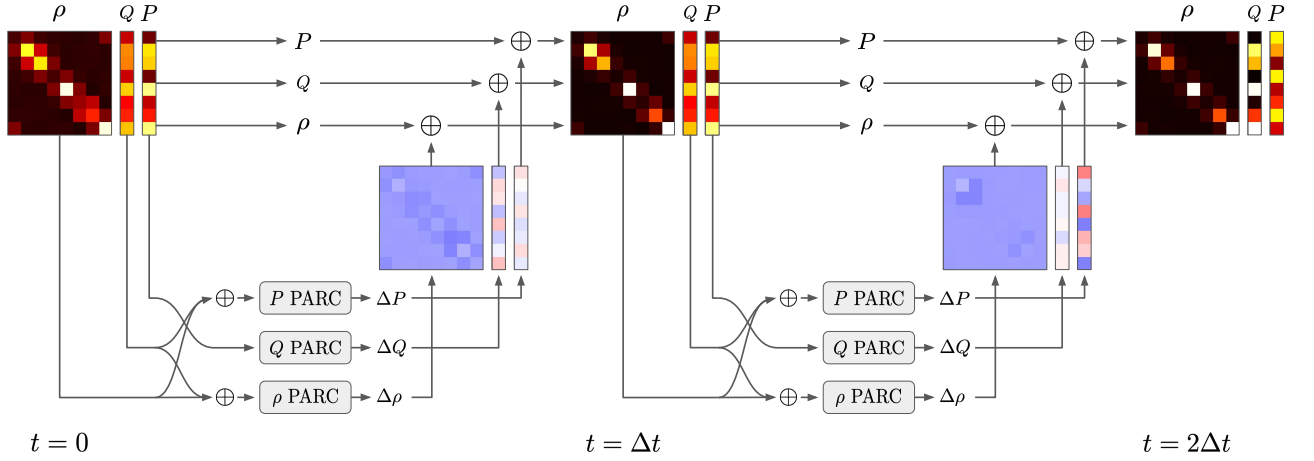 ρ Q P ρ Q P ρ Q P
P P
Q Q
ρ ρ
P PARC ΔP P PARC ΔP
Q PARC ΔQ Q PARC ΔQ
ρ PARC Δρ ρ PARC Δρ
t = 0 t = Δt t = 2Δt